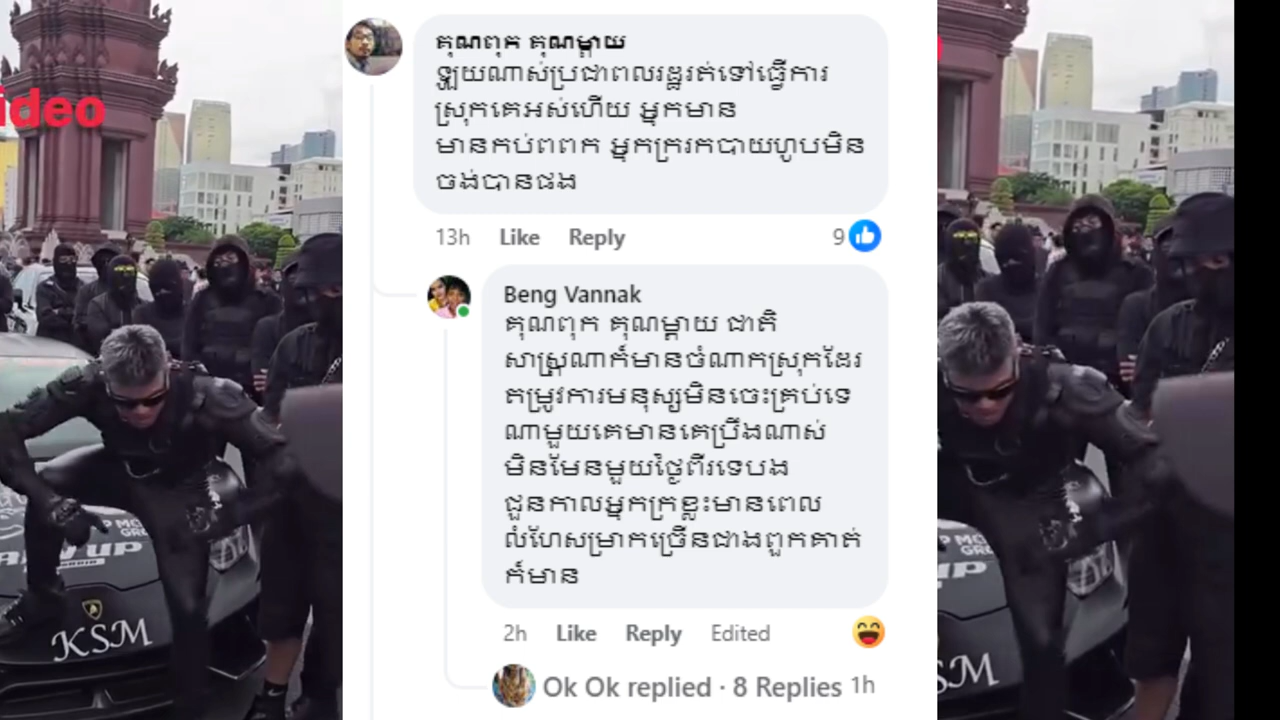 ideo
គុណពុក គុណម្តាយ
ឡូយណាស់ប្រជាពលរដ្ឋរត់ទៅធ្វើការ
ស្រុកគេអស់ហើយ អ្នកមាន
មានកប់ពពក អ្នកក្ររកបាយហូបមិន
ចង់បានផង
13h Like Reply 9
Beng Vannak
គុណពុក គុណម្តាយ ជាតិ
សាស្ត្រណាក៏មានចំណាកស្រុកដែរ
តម្រូវការមនុស្សមិនចេះគ្រប់ទេ
ណាមួយគេមានគេប្រឹងណាស់
មិនមែនមួយថ្ងៃពីរទេបង
ជួនកាលអ្នកក្រខ្លះមានពេល
លំហែសម្រាកច្រើនជាងពួកគាត់
ក៏មាន
2h Like Reply Edited
Ok Ok replied · 8 Replies 1h
KSM
SM